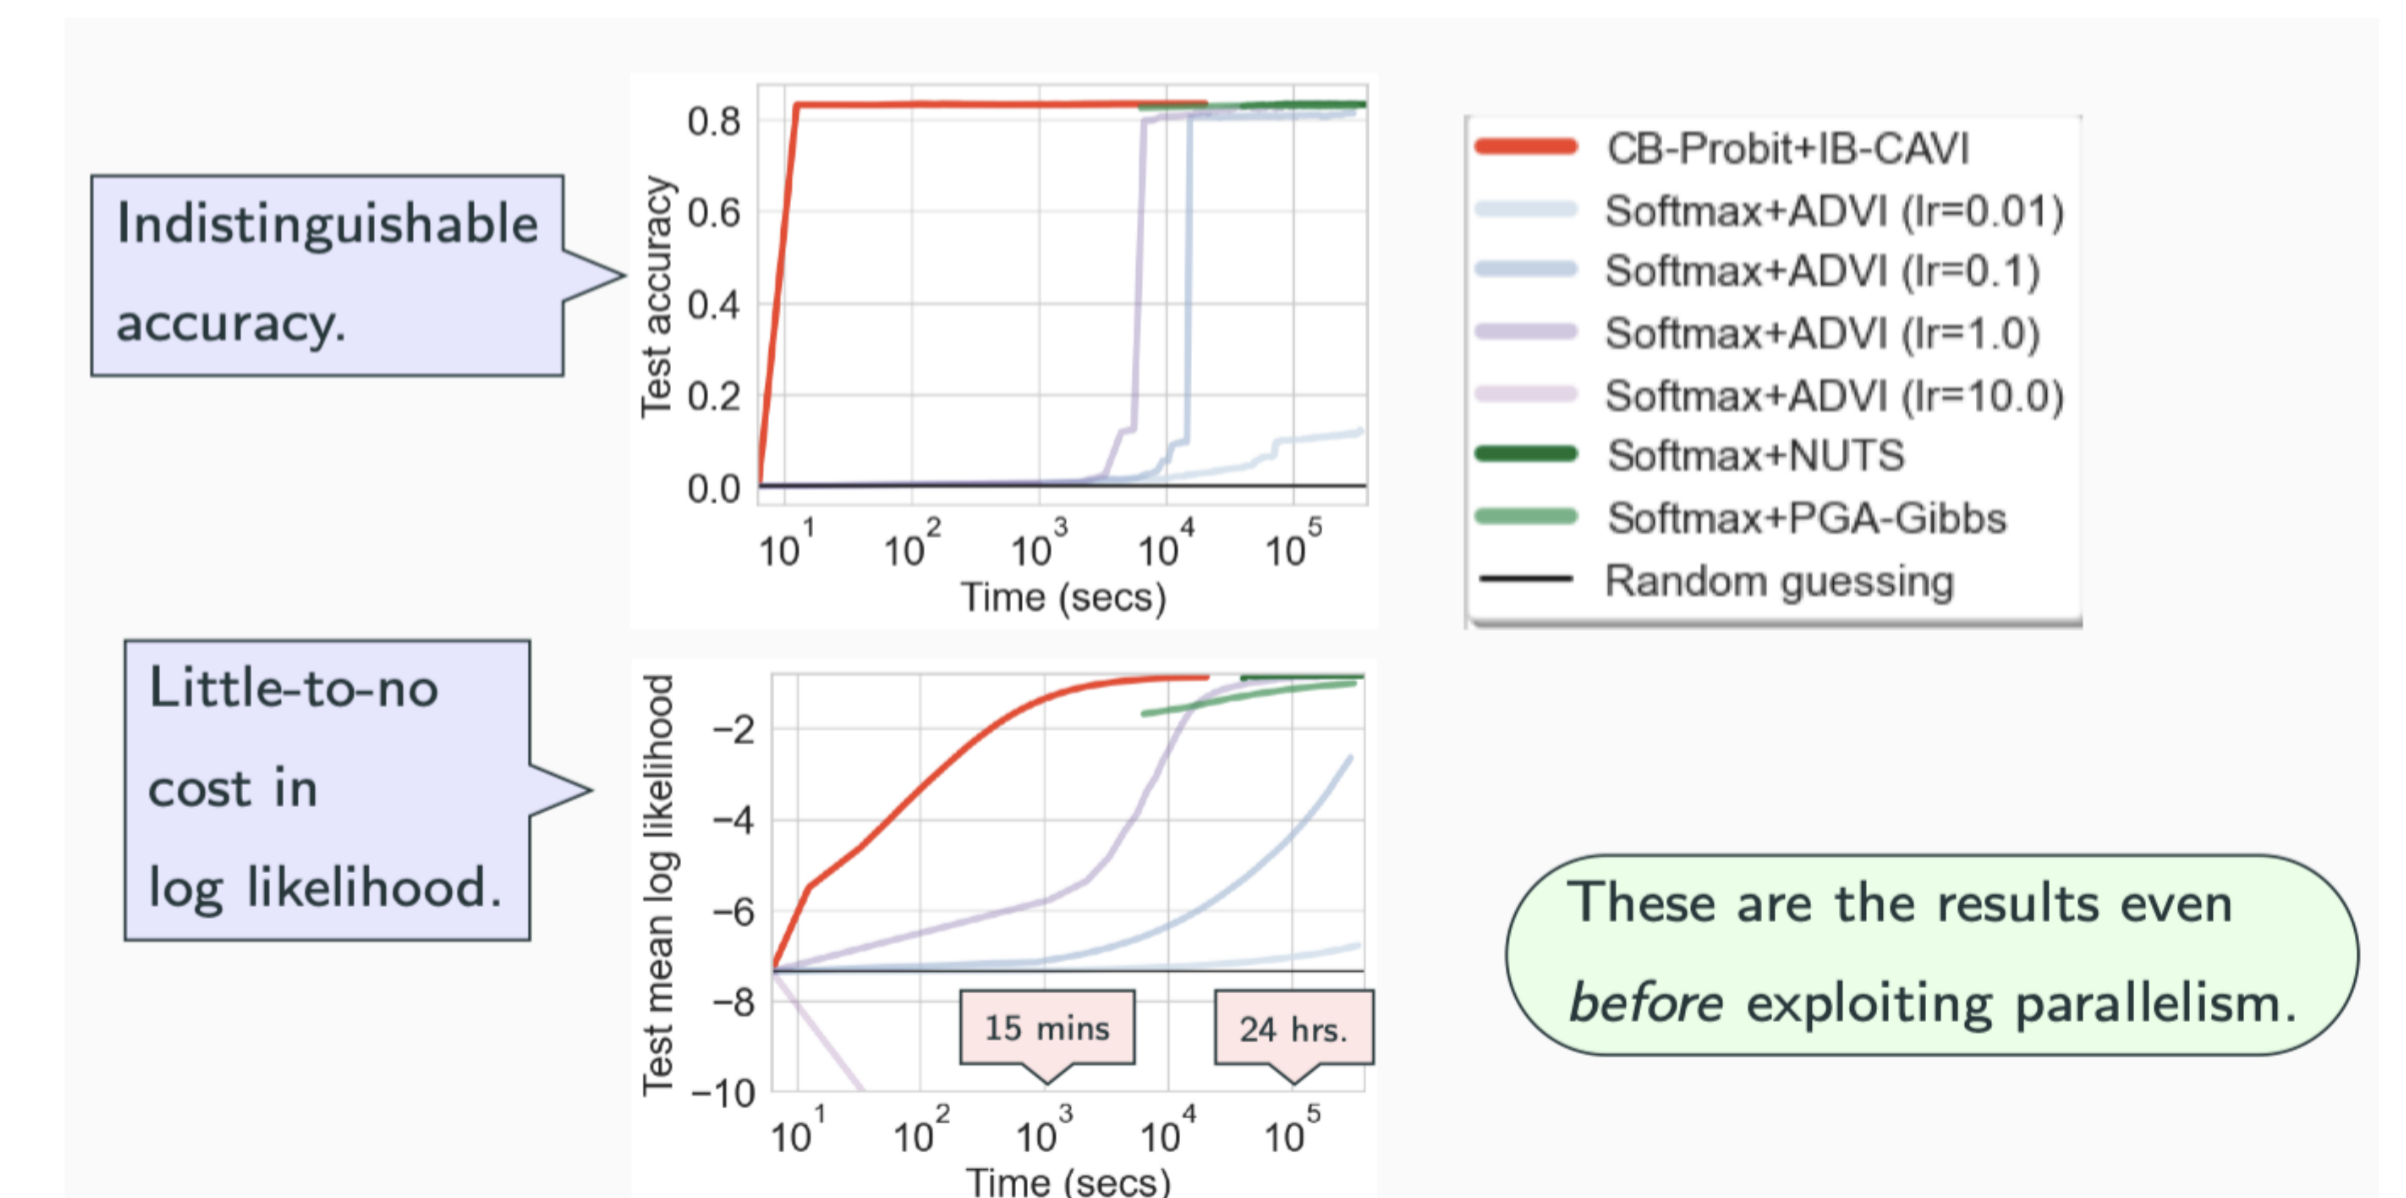 Indistinguishable
accuracy.
Test accuracy
0.8
0.6
0.4
0.2
0.0
10^1 10^2 10^3 10^4 10^5
Time (secs)
CB-Probit+IB-CAVI
Softmax+ADVI (lr=0.01)
Softmax+ADVI (lr=0.1)
Softmax+ADVI (lr=1.0)
Softmax+ADVI (lr=10.0)
Softmax+NUTS
Softmax+PGA-Gibbs
Random guessing
Little-to-no
cost in
log likelihood.
Test mean log likelihood
−2
−4
−6
−8
−10
15 mins
24 hrs.
10^1 10^2 10^3 10^4 10^5
Time (secs)
These are the results even
before exploiting parallelism.